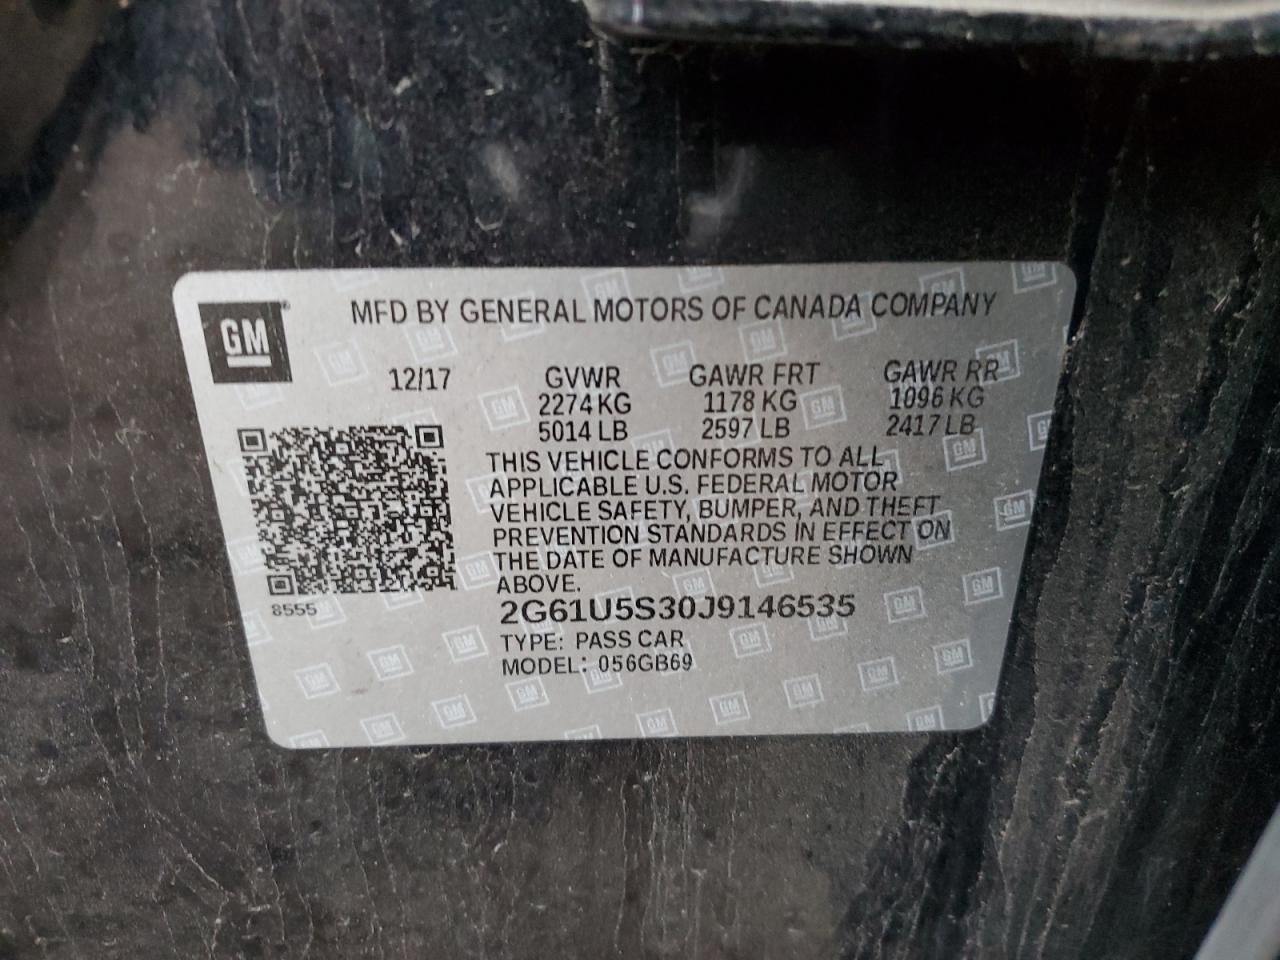 GM
MFD BY GENERAL MOTORS OF CANADA COMPANY
12/17 GVWR GAWR FRT GAWR RR
2274 KG 1178 KG 1096 KG
5014 LB 2597 LB 2417 LB
THIS VEHICLE CONFORMS TO ALL
APPLICABLE U.S. FEDERAL MOTOR
VEHICLE SAFETY, BUMPER, AND THEFT
PREVENTION STANDARDS IN EFFECT ON
THE DATE OF MANUFACTURE SHOWN
ABOVE.
8555
2G61U5S30J9146535
TYPE: PASS CAR
MODEL: 056GB69